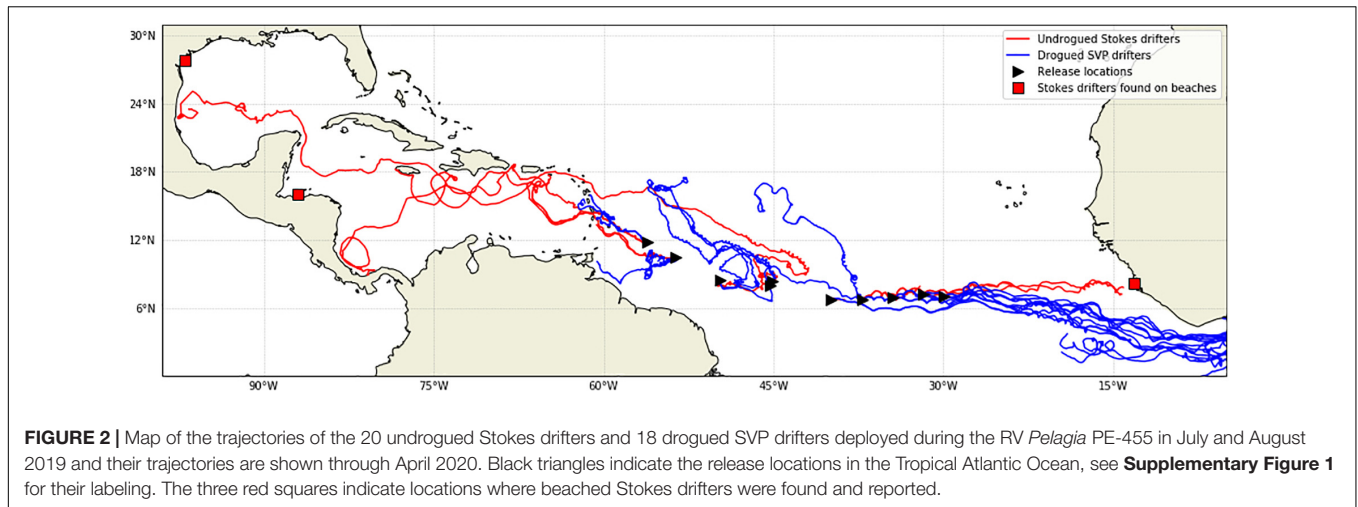 30°N
24°N
18°N
12°N
6°N
90°W
75°W
60°W
45°W
30°W
15°W
Undrogued Stokes drifters
Drogued SVP drifters
Release locations
Stokes drifters found on beaches
FIGURE 2 | Map of the trajectories of the 20 undrogued Stokes drifters and 18 drogued SVP drifters deployed during the RV Pelagia PE-455 in July and August
2019 and their trajectories are shown through April 2020. Black triangles indicate the release locations in the Tropical Atlantic Ocean, see Supplementary Figure 1
for their labeling. The three red squares indicate locations where beached Stokes drifters were found and reported.